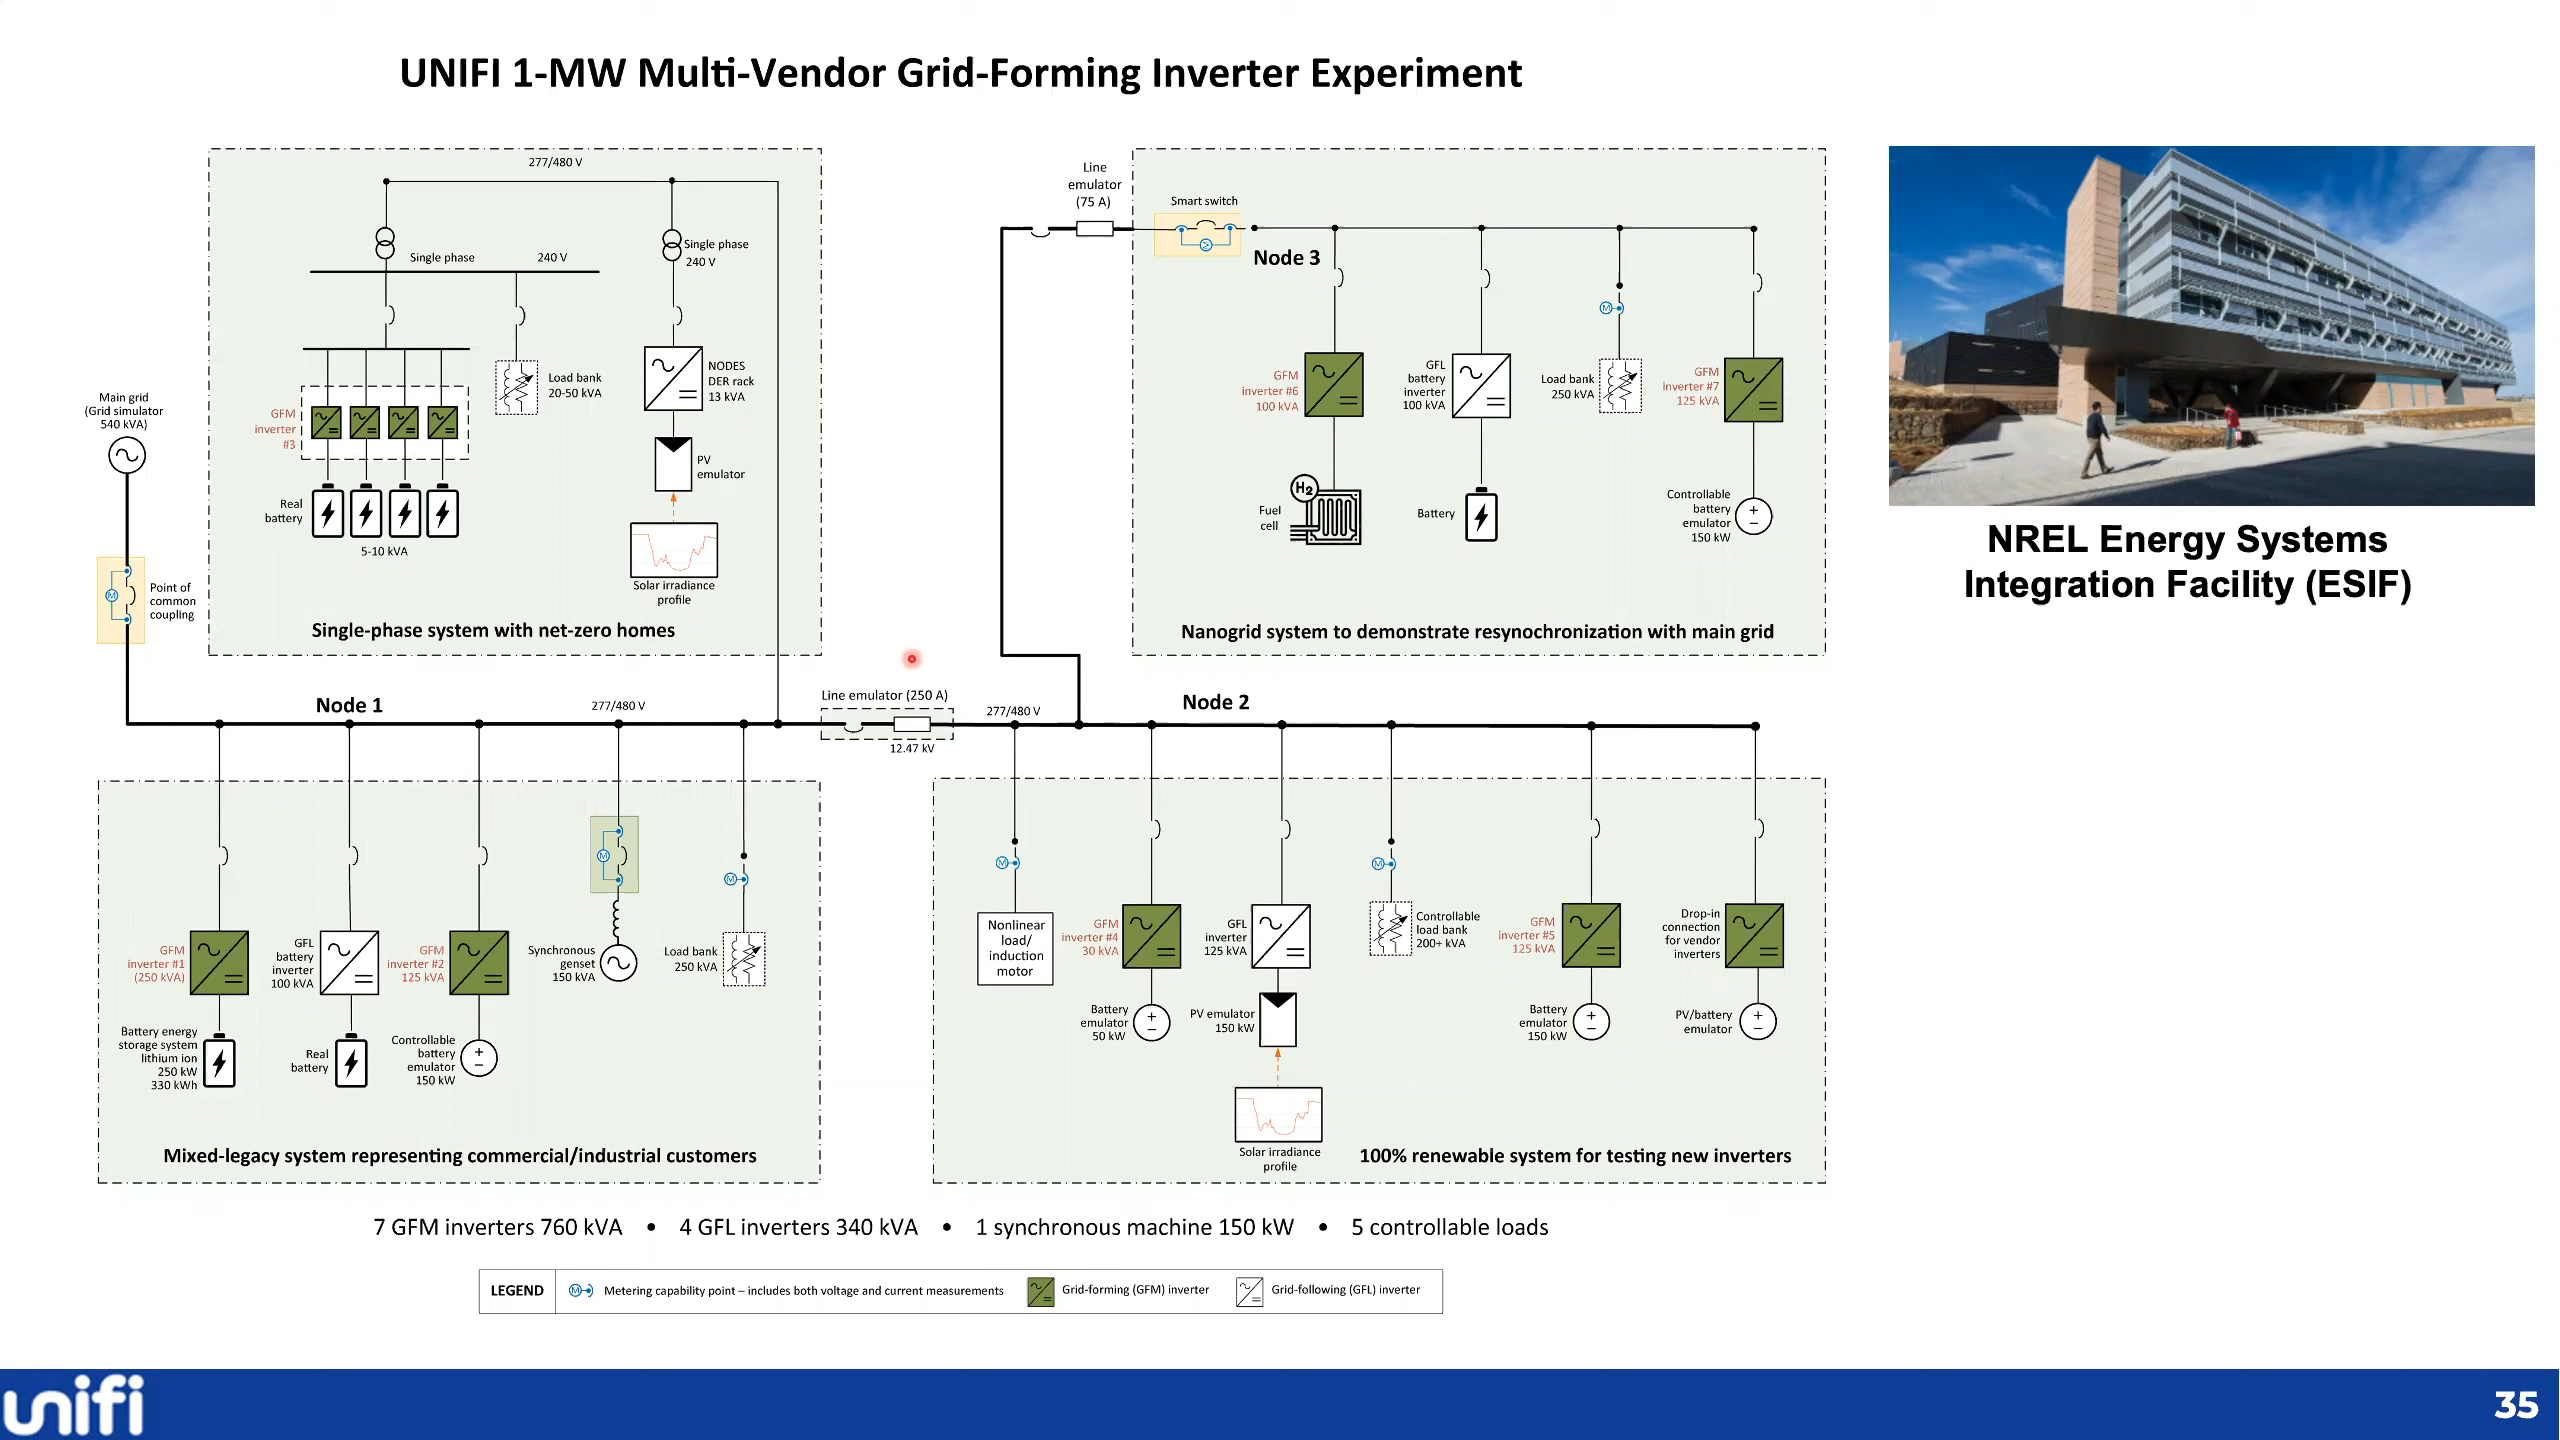 UNIFI 1-MW Multi-Vendor Grid-Forming Inverter Experiment
277/480 V
Single phase
240 V
Single phase
240 V
GFM
inverter
#3
Real
battery
5-10 kVA
Load bank
20-50 kVA
NODES
DER rack
13 kVA
PV
emulator
Solar irradiance
profile
Single-phase system with net-zero homes
Main grid
(Grid simulator
540 kVA)
M
Point of
common
coupling
Line
emulator
(75 A)
Smart switch
M
Node 3
GFM
inverter #6
100 kVA
H2
Fuel
cell
GFL
battery
inverter
100 kVA
Battery
M
Load bank
250 kVA
GFM
inverter #7
125 kVA
Controllable
battery
emulator
150 kW
Nanogrid system to demonstrate resynochronization with main grid
NREL Energy Systems
Integration Facility (ESIF)
Node 1
277/480 V
Line emulator (250 A)
12.47 kV
277/480 V
Node 2
GFM
inverter #1
(250 kVA)
Battery energy
storage system
lithium ion
250 kW
330 kWh
GFL
battery
inverter
100 kVA
Real
battery
GFM
inverter #2
125 kVA
Controllable
battery
emulator
150 kW
M
Synchronous
genset
150 kVA
M
Load bank
250 kVA
Mixed-legacy system representing commercial/industrial customers
M
Nonlinear
load/
induction
motor
GFM
inverter #4
30 kVA
Battery
emulator
50 kW
GFL
inverter
125 kVA
PV emulator
150 kW
Solar irradiance
profile
M
Controllable
load bank
200+ kVA
GFM
inverter #5
125 kVA
Battery
emulator
150 kW
Drop-in
connection
for vendor
inverters
PV/battery
emulator
100% renewable system for testing new inverters
7 GFM inverters 760 kVA • 4 GFL inverters 340 kVA • 1 synchronous machine 150 kW • 5 controllable loads
LEGEND M Metering capability point – includes both voltage and current measurements Grid-forming (GFM) inverter Grid-following (GFL) inverter
unifi
35